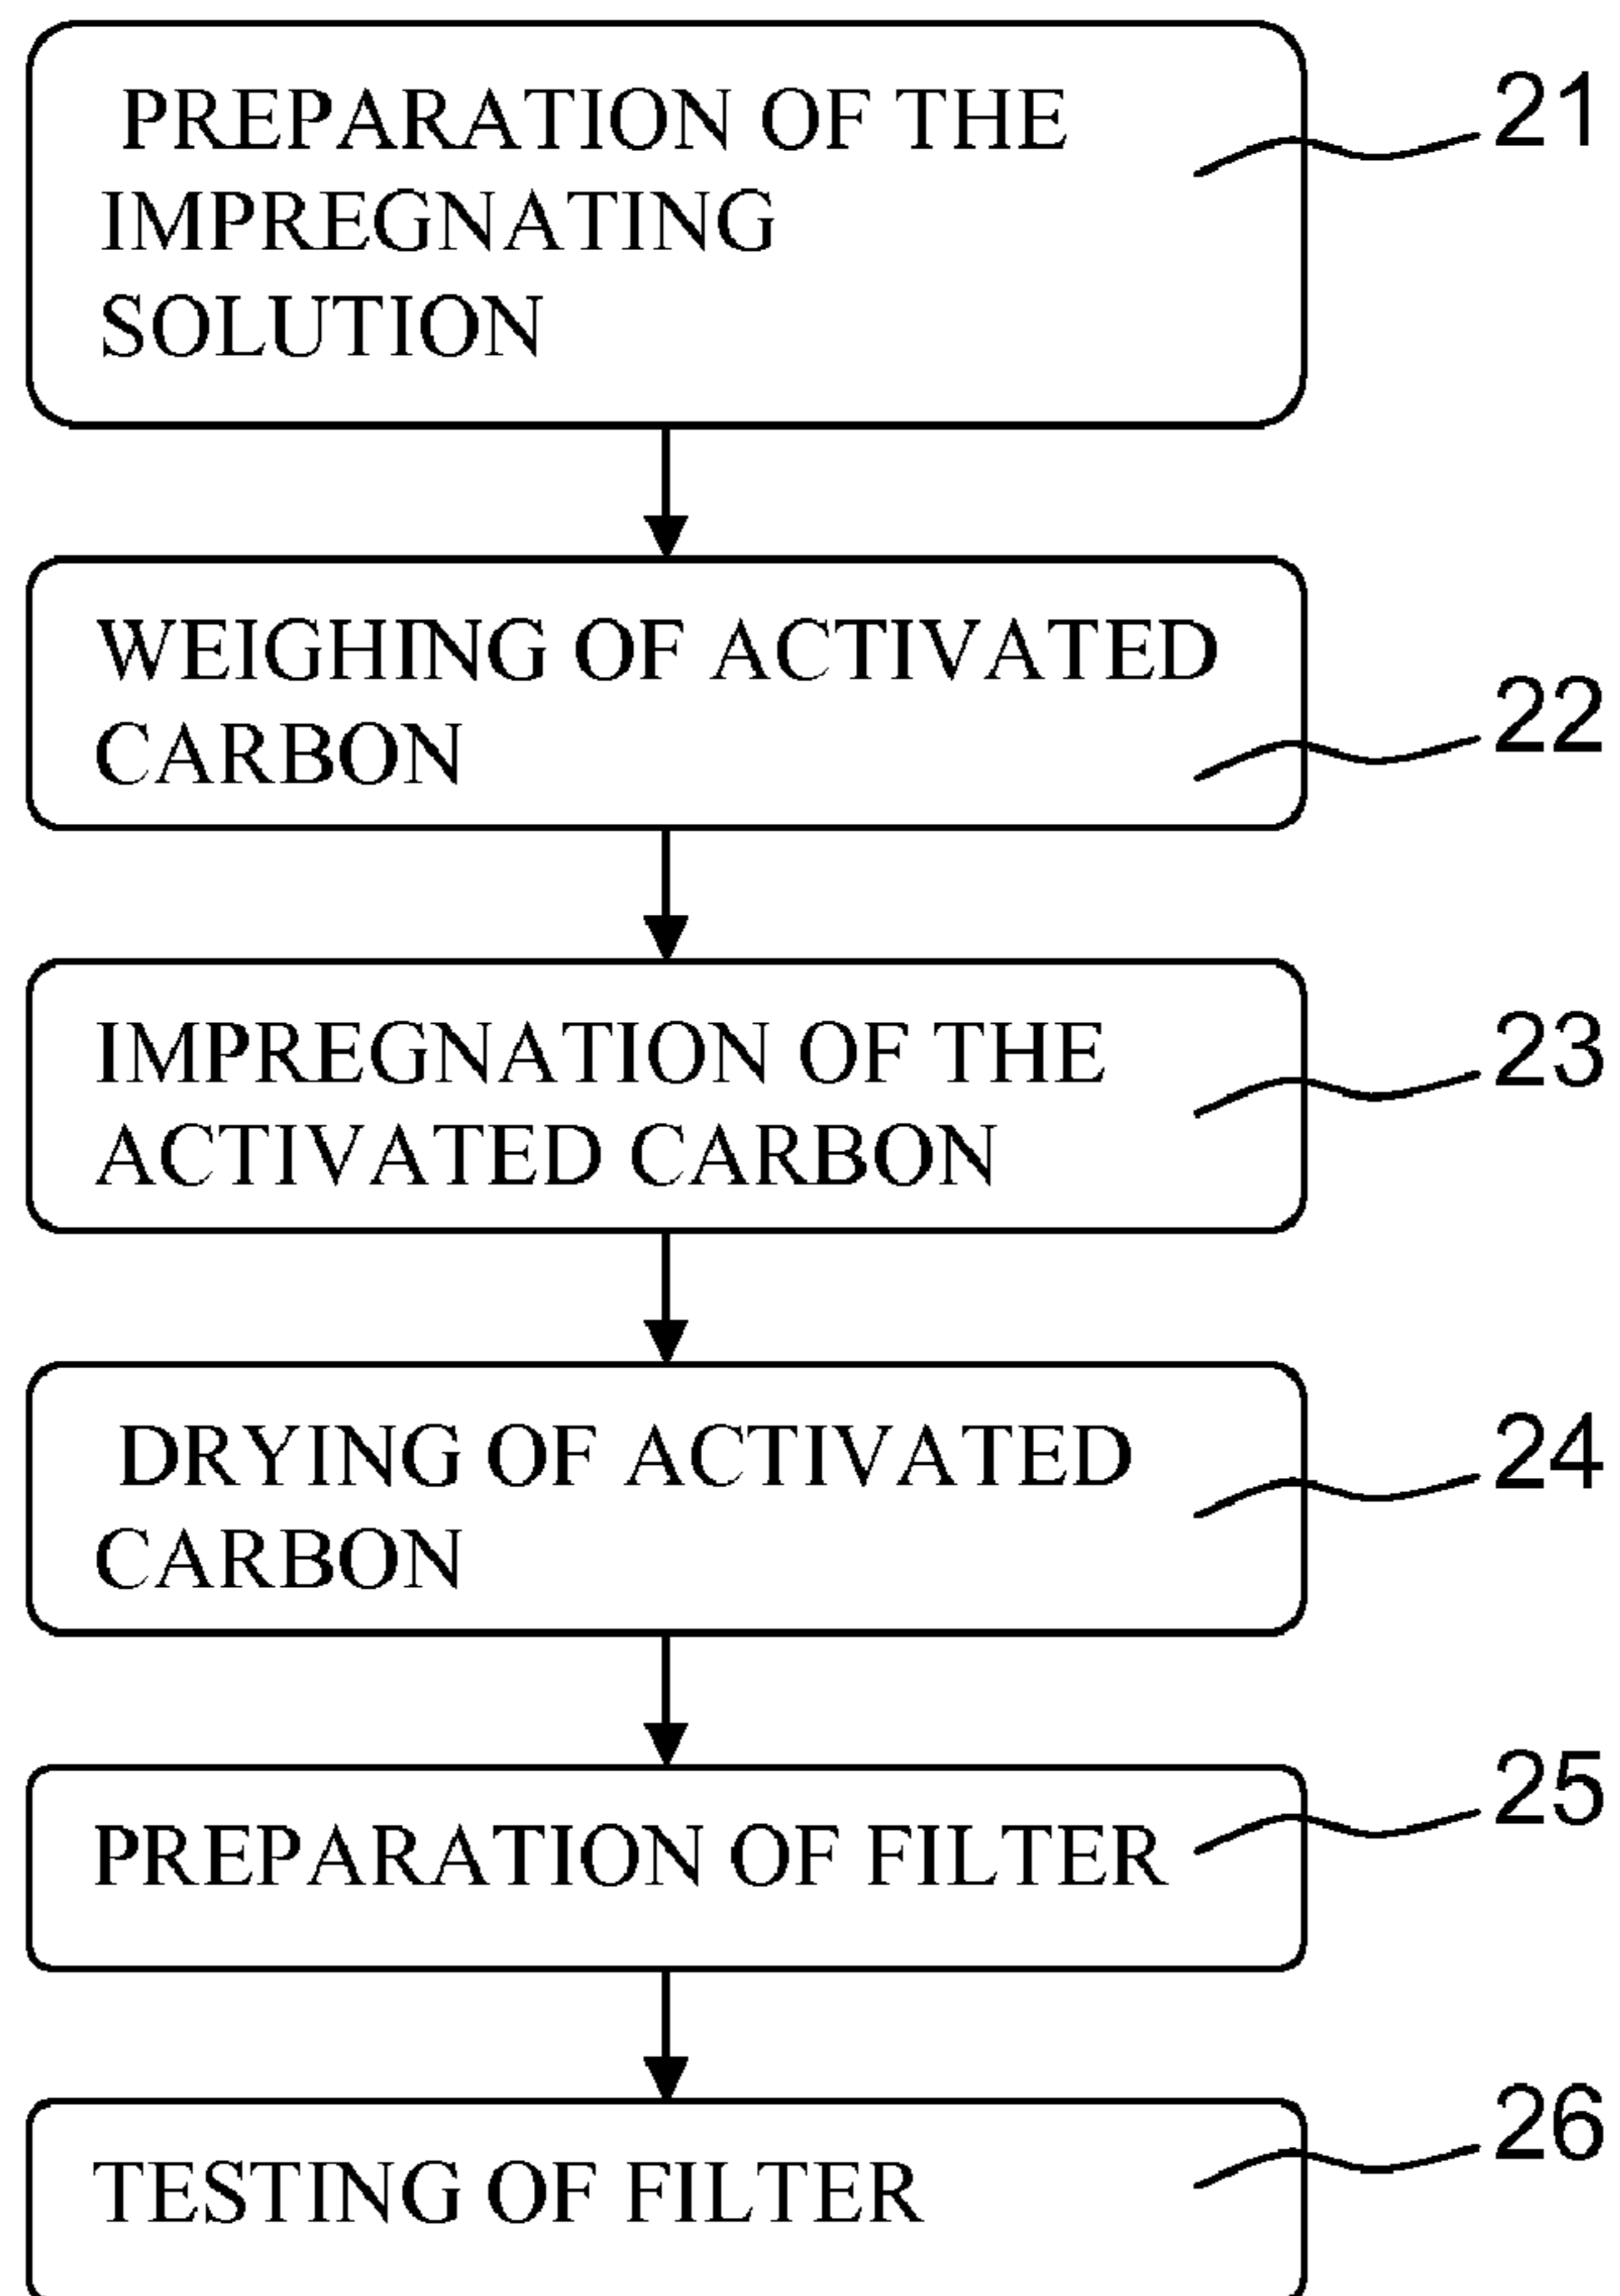 PREPARATION OF THE
IMPREGNATING
SOLUTION
21
WEIGHING OF ACTIVATED
CARBON
22
IMPREGNATION OF THE
ACTIVATED CARBON
23
DRYING OF ACTIVATED
CARBON
24
PREPARATION OF FILTER
25
TESTING OF FILTER
26